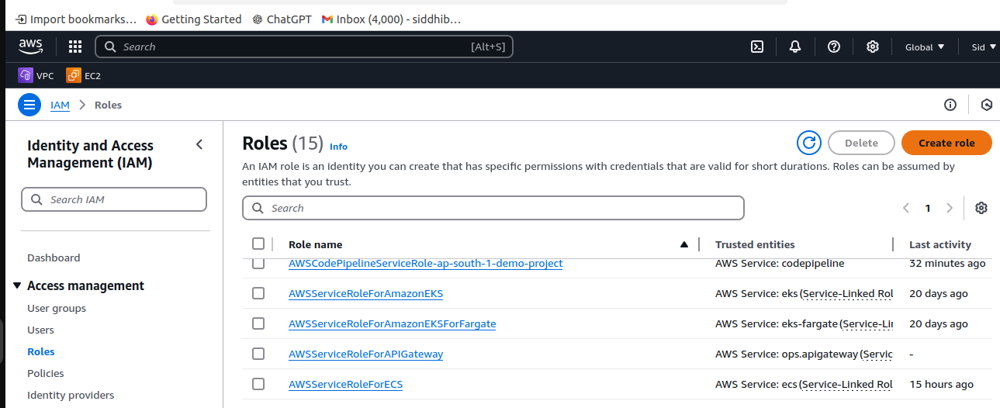 Import bookmarks... Getting Started ChatGPT Inbox (4,000) - siddhib...
aws Search [Alt+S] Global Sid
VPC EC2
IAM Roles
Identity and Access
Management (IAM)
Search IAM
Dashboard
Access management
User groups
Users
Roles
Policies
Identity providers
Roles (15) Info
Delete
Create role
An IAM role is an identity you can create that has specific permissions with credentials that are valid for short durations. Roles can be assumed by
entities that you trust.
Search
1
Role name Trusted entities Last activity
AWSCodePipelineServiceRole-ap-south-1-demo-project AWS Service: codepipeline 32 minutes ago
AWSServiceRoleForAmazonEKS AWS Service: eks (Service-Linked Rol 20 days ago
AWSServiceRoleForAmazonEKSForFargate AWS Service: eks-fargate (Service-Li 20 days ago
AWSServiceRoleForAPIGateway AWS Service: ops.apigateway (Servic -
AWSServiceRoleForECS AWS Service: ecs (Service-Linked Rol 15 hours ago